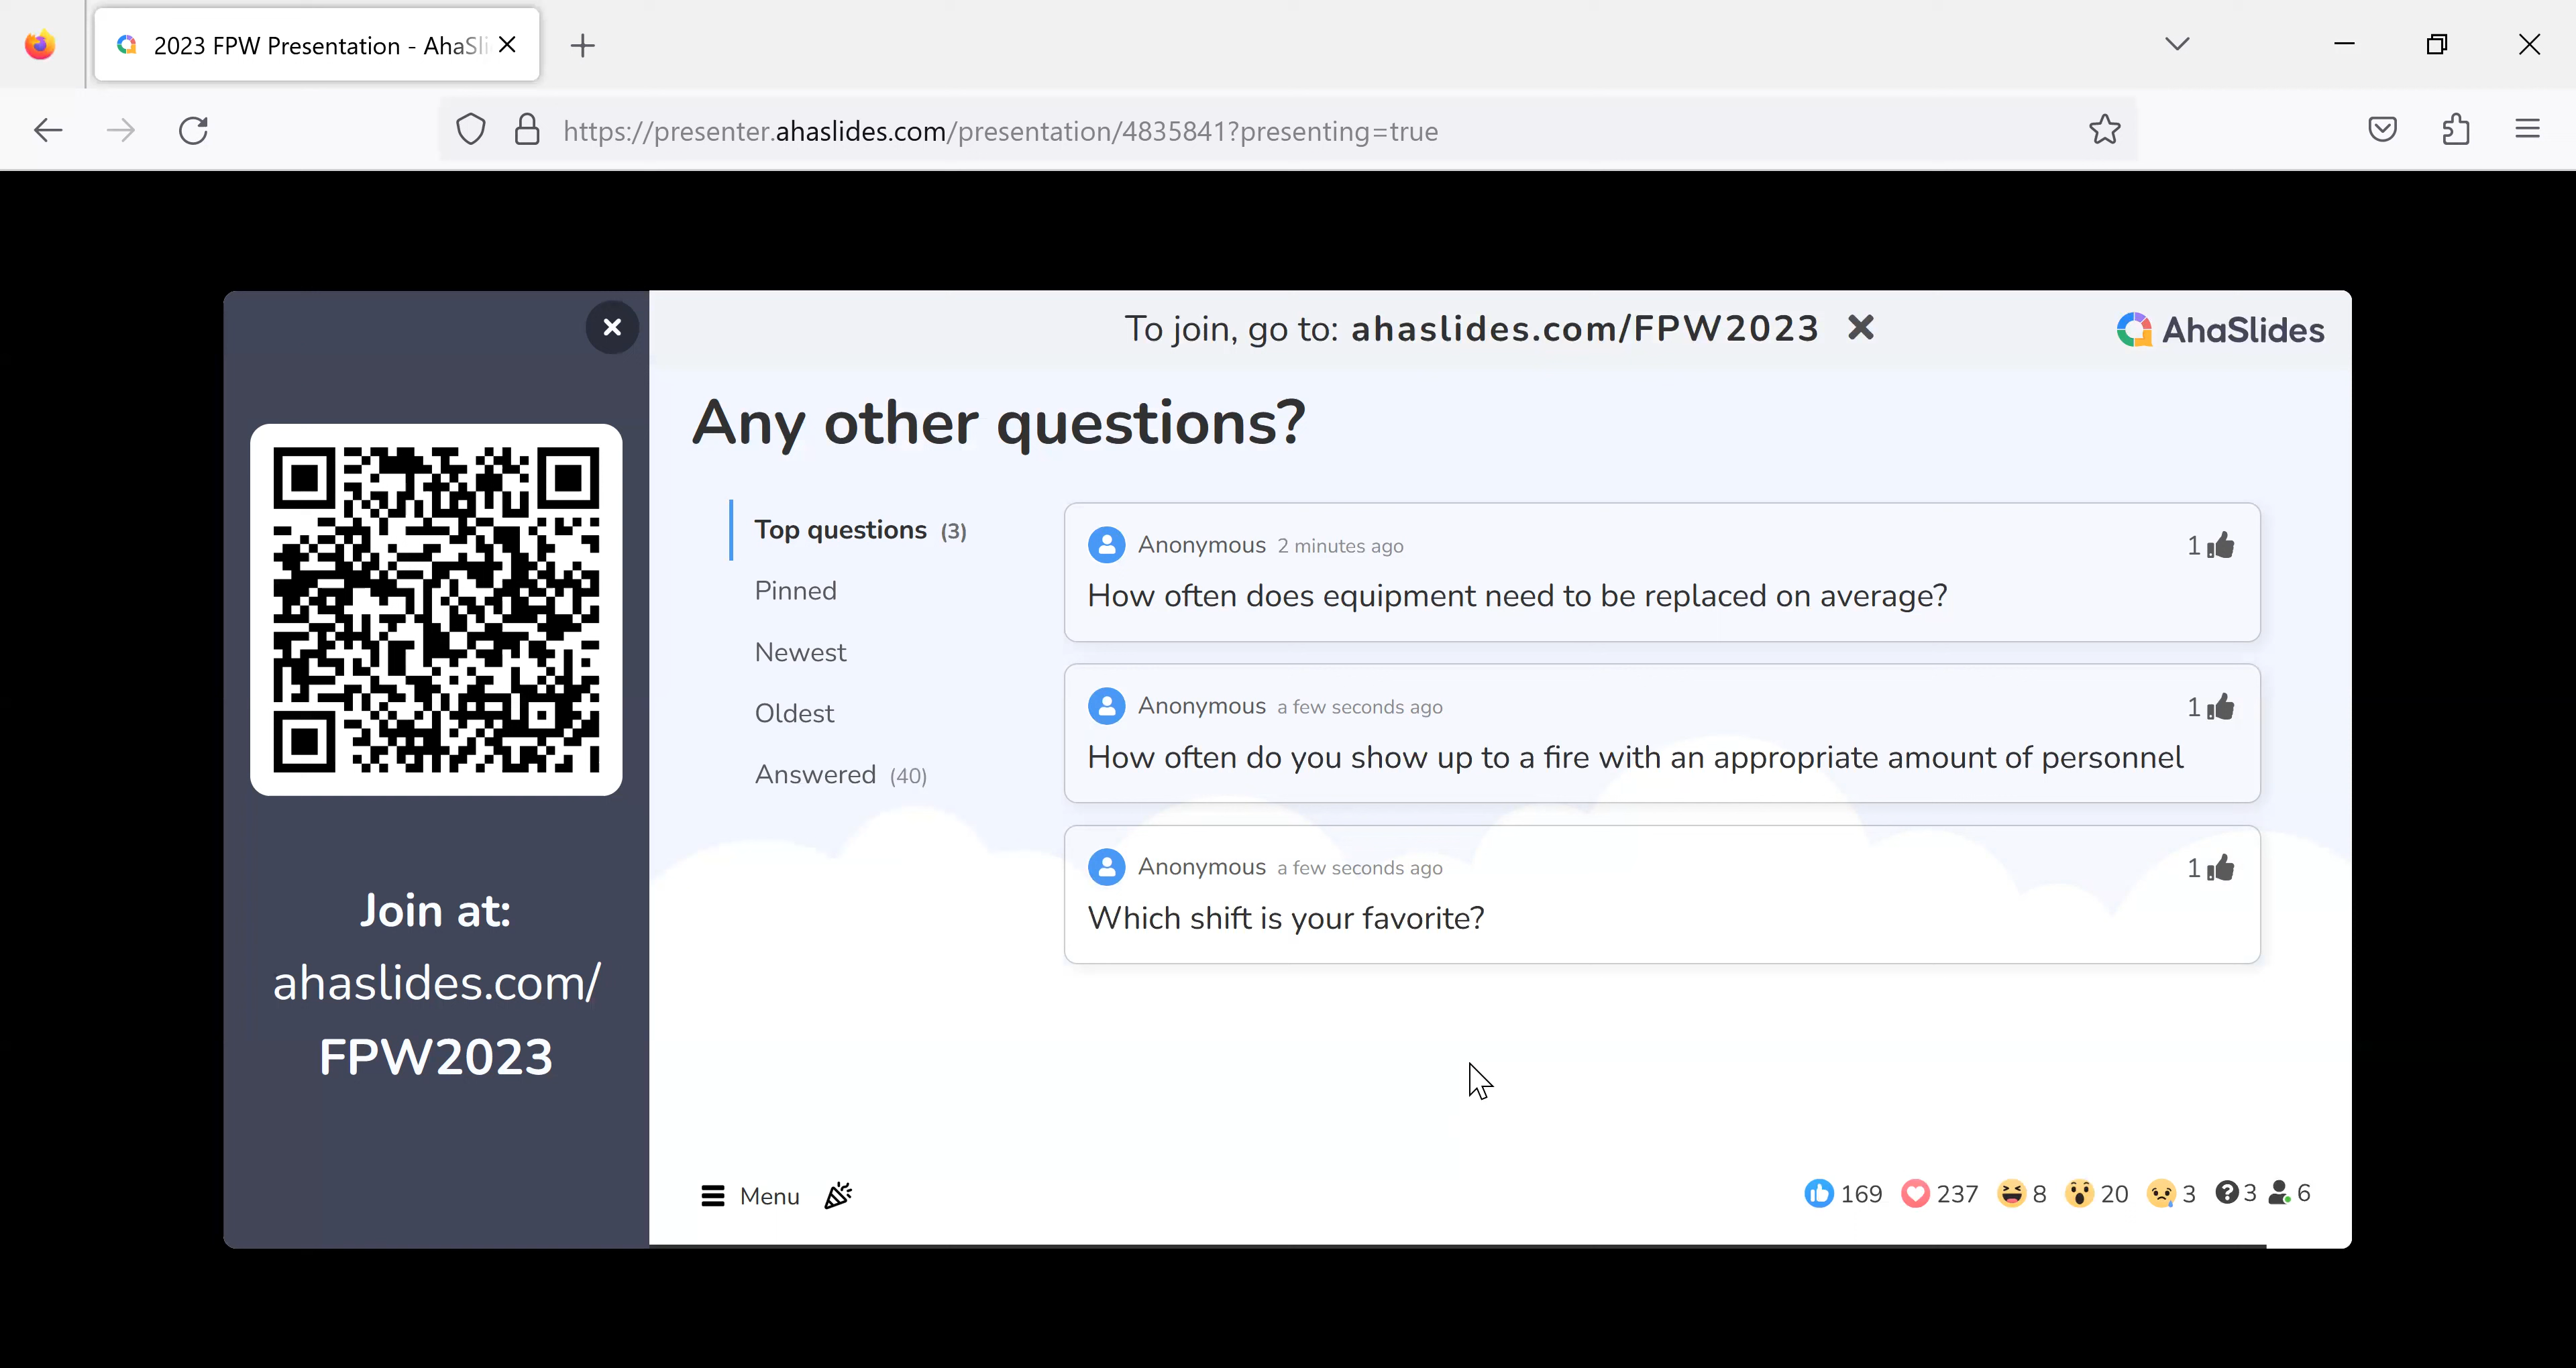 2023 FPW Presentation - AhaSli
https://presenter.ahaslides.com/presentation/4835841?presenting=true
To join, go to: ahaslides.com/FPW2023
AhaSlides
Any other questions?
Top questions (3)
Pinned
Newest
Oldest
Answered (40)
Anonymous 2 minutes ago
1
How often does equipment need to be replaced on average?
Anonymous a few seconds ago
1
How often do you show up to a fire with an appropriate amount of personnel
Anonymous a few seconds ago
1
Which shift is your favorite?
Join at:
ahaslides.com/
FPW2023
Menu
169 237 8 20 3 3 6